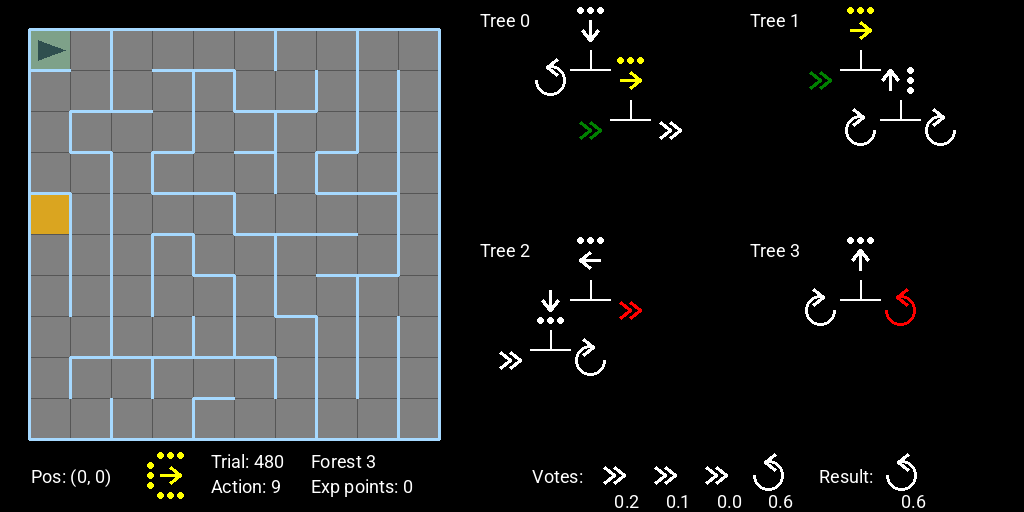 Tree 0
Tree 1
Tree 2
Tree 3
Pos: (0, 0)
Trial: 480
Forest 3
Action: 9
Exp points: 0
Votes:
0.2
0.1
0.0
0.6
Result:
0.6